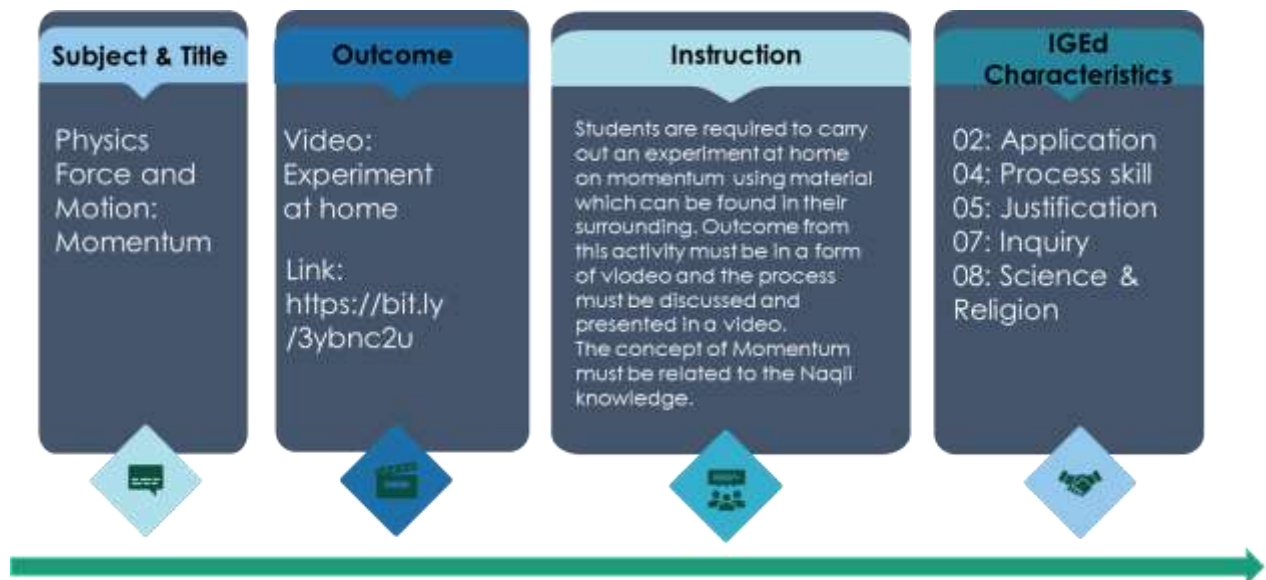 Subject & Title
Physics
Force and
Motion:
Momentum
Outcome
Video:
Experiment
at home
Link:
https://bit.ly
/3ybnc2u
Instruction
Students are required to carry
out an experiment at home
on momentum using material
which can be found in their
surrounding. Outcome from
this activity must be in a form
of vlodeo and the process
must be discussed and
presented in a video.
The concept of Momentum
must be related to the Naqli
knowledge.
IGEd
Characteristics
02: Application
04: Process skill
05: Justification
07: Inquiry
08: Science &
Religion